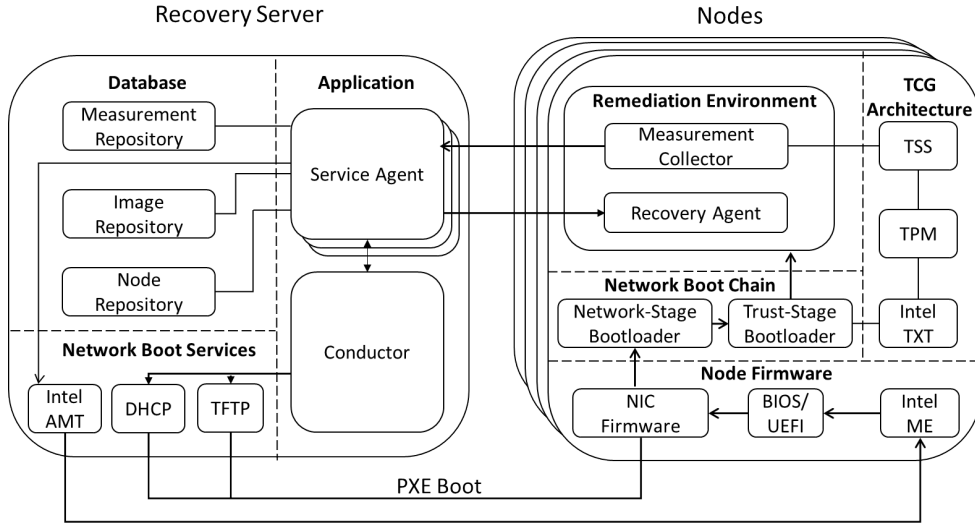 Recovery Server
Nodes
Database
Measurement
Repository
Image
Repository
Node
Repository
Application
Service Agent
Conductor
Network Boot Services
Intel
AMT
DHCP
TFTP
Remediation Environment
Measurement
Collector
Recovery Agent
TCG
Architecture
TSS
TPM
Intel
TXT
Network Boot Chain
Network-Stage
Bootloader
Trust-Stage
Bootloader
Node Firmware
NIC
Firmware
BIOS/
UEFI
Intel
ME
PXE Boot